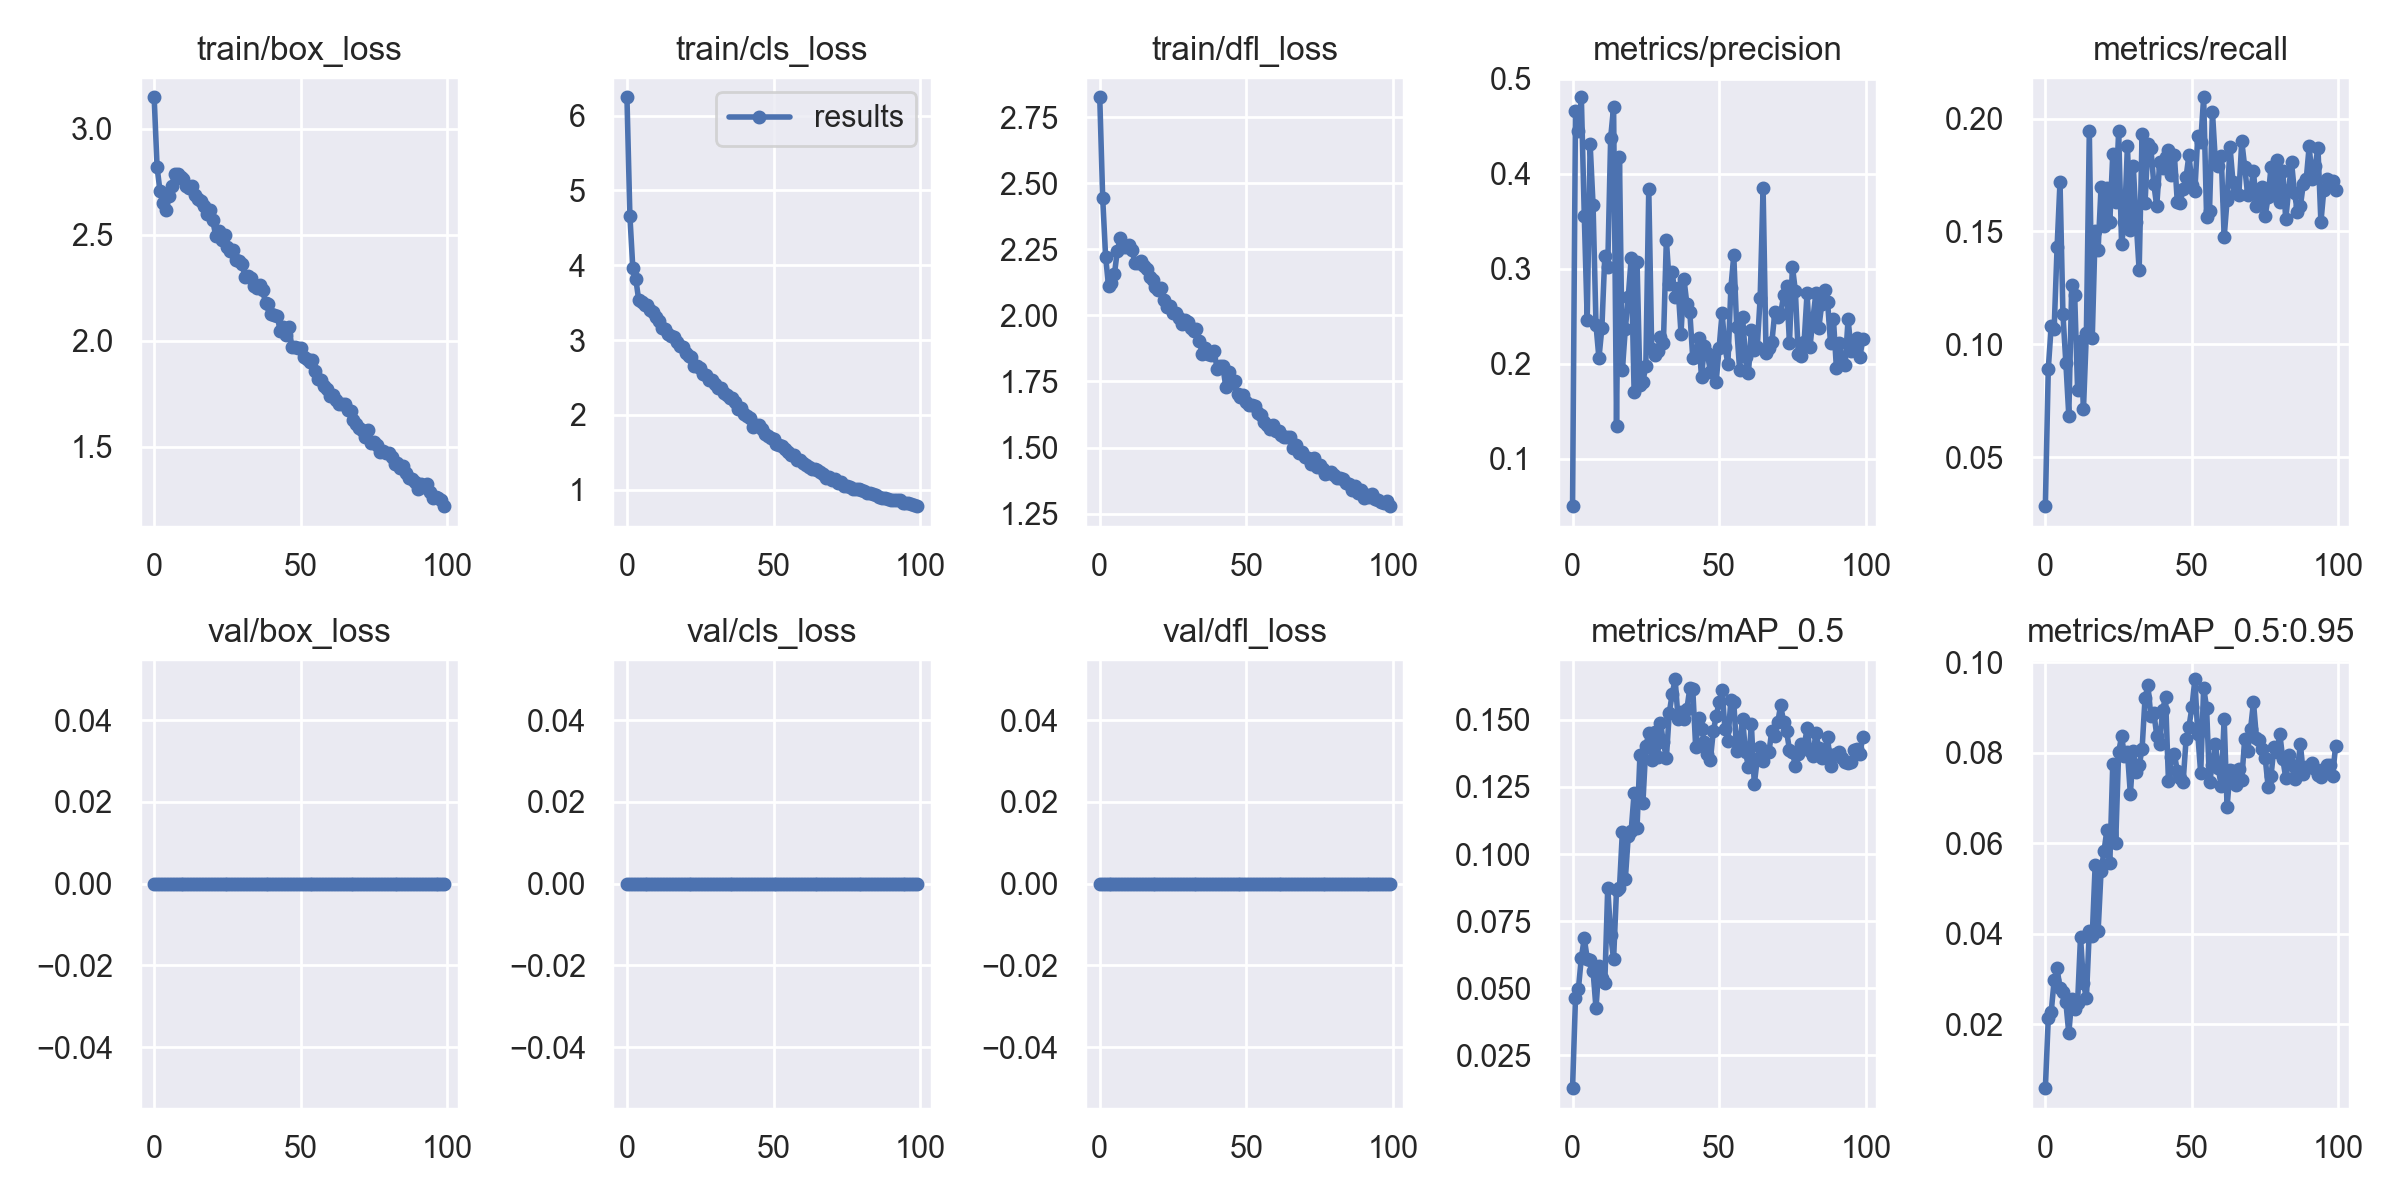 train/box_loss
3.0
2.5
2.0
1.5
0 50 100
train/cls_loss
results
6
5
4
3
2
1
0 50 100
train/dfl_loss
2.75
2.50
2.25
2.00
1.75
1.50
1.25
0 50 100
metrics/precision
0.5
0.4
0.3
0.2
0.1
0 50 100
metrics/recall
0.20
0.15
0.10
0.05
0 50 100
val/box_loss
0.04
0.02
0.00
−0.02
−0.04
0 50 100
val/cls_loss
0.04
0.02
0.00
−0.02
−0.04
0 50 100
val/dfl_loss
0.04
0.02
0.00
−0.02
−0.04
0 50 100
metrics/mAP_0.5
0.150
0.125
0.100
0.075
0.050
0.025
0 50 100
metrics/mAP_0.5:0.95
0.10
0.08
0.06
0.04
0.02
0 50 100